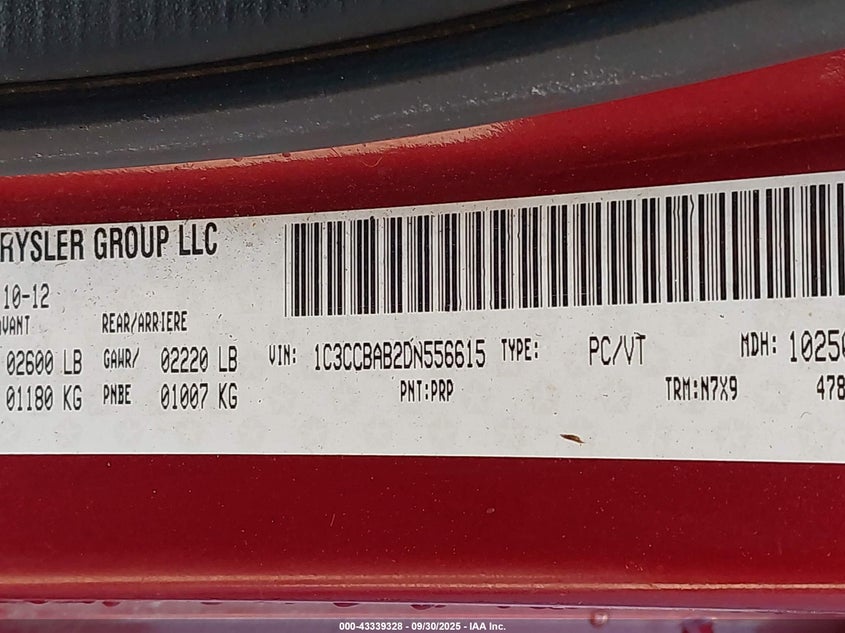 RYSLER GROUP LLC
10-12
VANT REAR/ARRIERE
02600 LB GAWR/ 02220 LB VIN: 1C3CCBAB2DN556615 TYPE: PC/VT MDH: 10250
01180 KG PNBE 01007 KG PNT:PRP TRM:N7X9 478
000-43339328 - 09/30/2025 - IAA Inc.